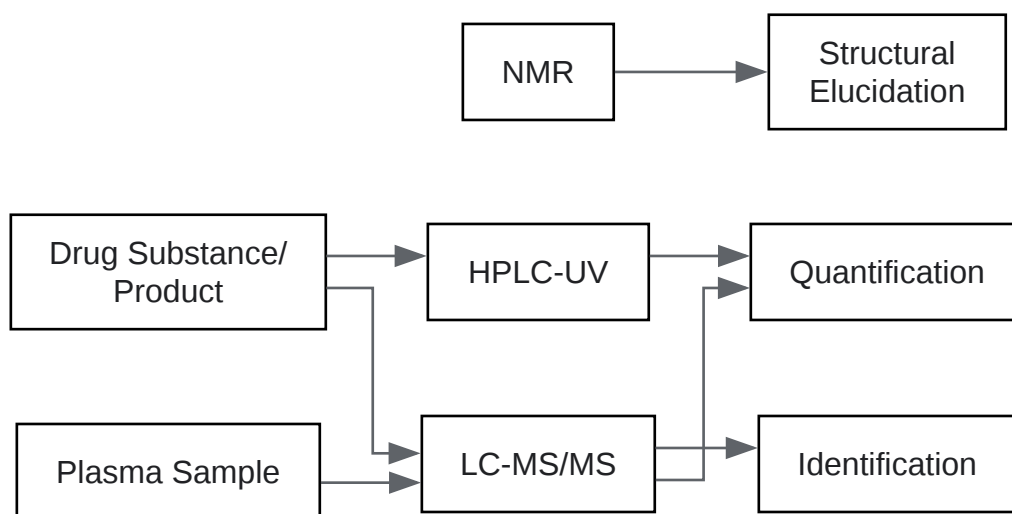 NMR
Structural
Elucidation
Drug Substance/
Product
HPLC-UV
Quantification
Plasma Sample
LC-MS/MS
Identification